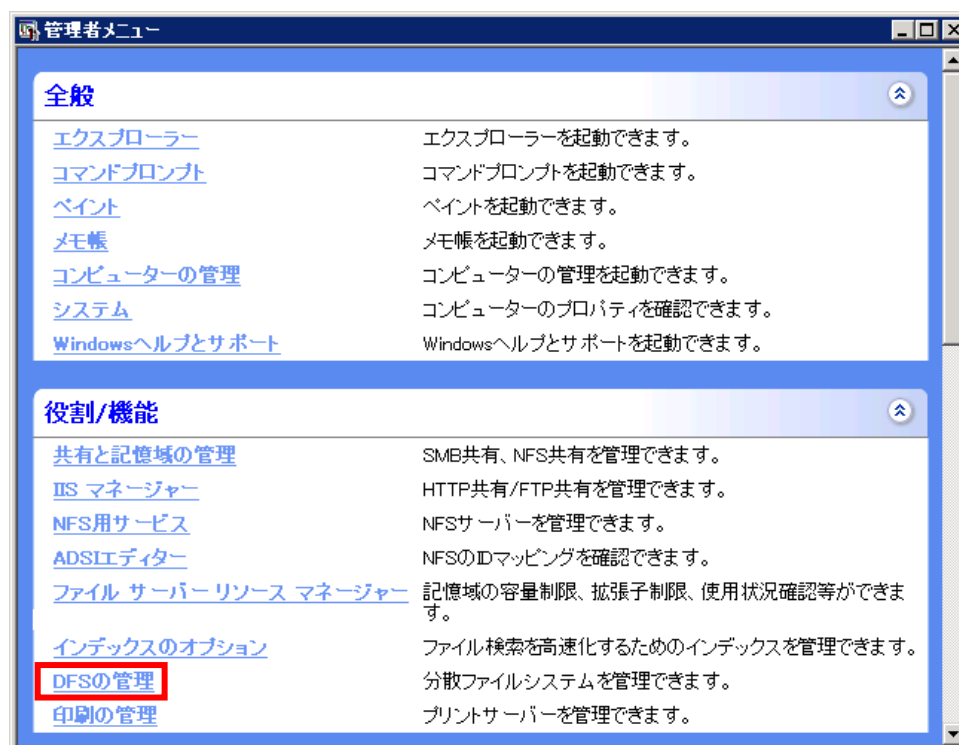 管理者メニュー
全般
エクスプローラー エクスプローラーを起動できます。
コマンドプロンプト コマンドプロンプトを起動できます。
ペイント ペイントを起動できます。
メモ帳 メモ帳を起動できます。
コンピューターの管理 コンピューターの管理を起動できます。
システム コンピューターのプロパティを確認できます。
Windowsヘルプとサポート Windowsヘルプとサポートを起動できます。
役割/機能
共有と記憶域の管理 SMB共有、NFS共有を管理できます。
IIS マネージャー HTTP共有/FTP共有を管理できます。
NFS用サービス NFSサーバーを管理できます。
ADSIエディター NFSのIDマッピングを確認できます。
ファイル サーバー リソース マネージャー 記憶域の容量制限、拡張子制限、使用状況確認等ができま
す。
インデックスのオプション ファイル検索を高速化するためのインデックスを管理できます。
DFSの管理 分散ファイルシステムを管理できます。
印刷の管理 プリントサーバーを管理できます。